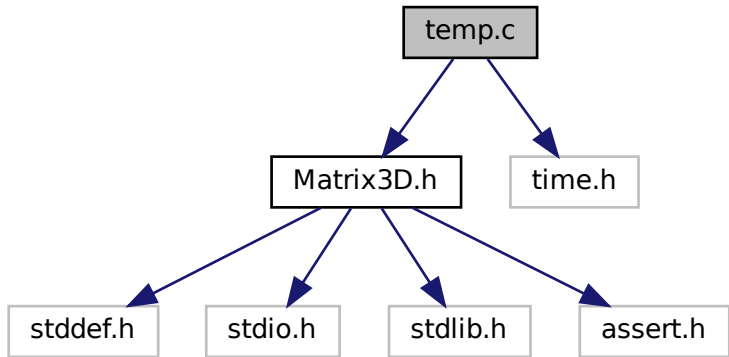 temp.c
Matrix3D.h
time.h
stddef.h
stdio.h
stdlib.h
assert.h